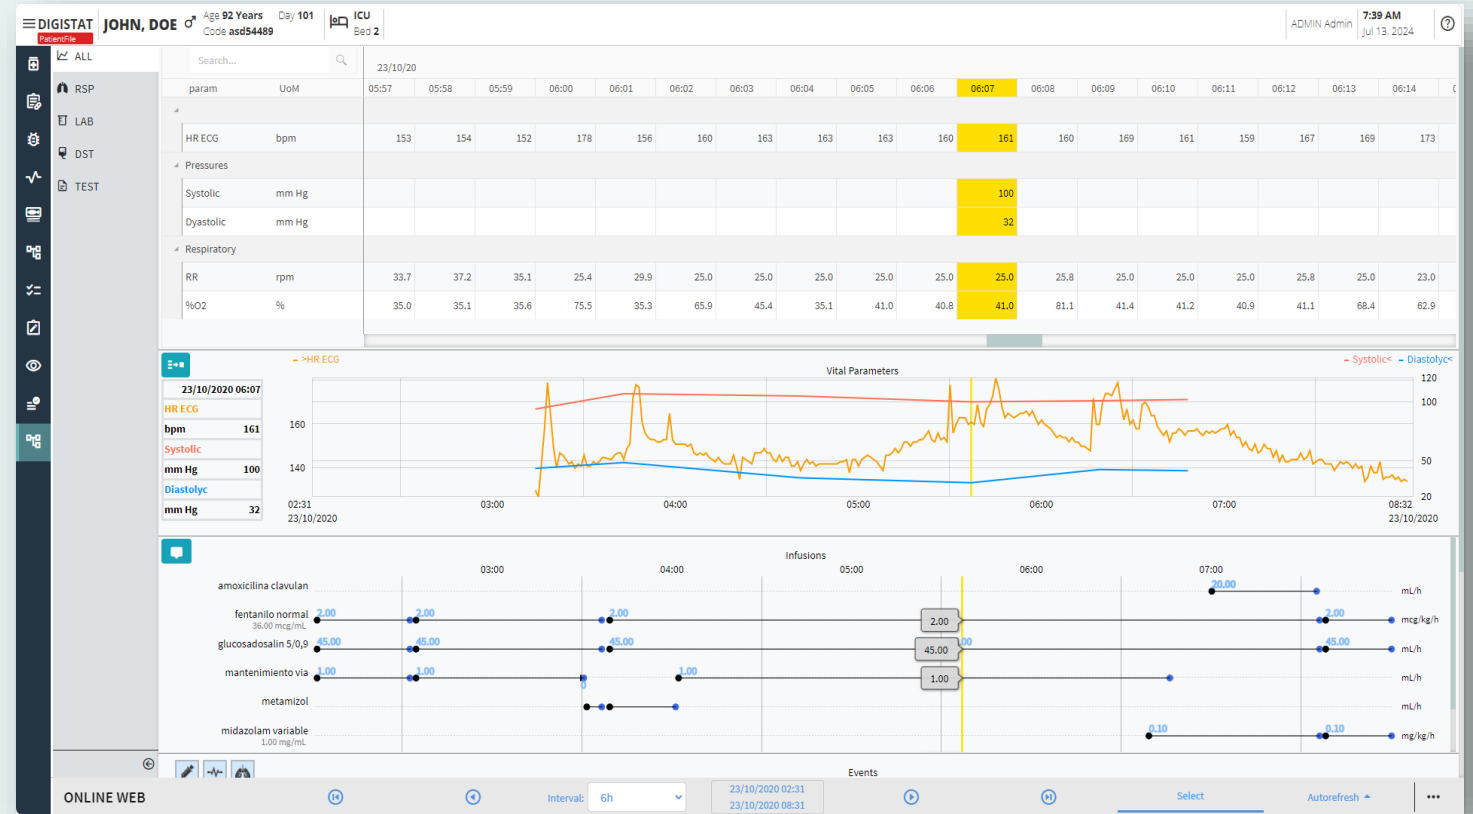 DIGISTAT
PatientFile
JOHN, DOE
Age 92 Years Day 101
Code asd54489
ICU
Bed 2
ADMIN Admin
7:39 AM
Jul 13, 2024
ALL
RSP
LAB
DST
TEST
Search...
23/10/20
param UoM 05:57 05:58 05:59 06:00 06:01 06:02 06:03 06:04 06:05 06:06 06:07 06:08 06:09 06:10 06:11 06:12 06:13 06:14
HR ECG bpm 153 154 152 178 156 160 163 163 163 160 161 160 169 161 159 167 169 173
Pressures
Systolic mm Hg 100
Dyastolic mm Hg 32
Respiratory
RR rpm 33.7 37.2 35.1 25.4 29.9 25.0 25.0 25.0 25.0 25.0 25.0 25.8 25.0 25.0 25.0 25.8 25.0 23.0
%O2 % 35.0 35.1 35.6 75.5 35.3 65.9 45.4 35.1 41.0 40.8 41.0 81.1 41.4 41.2 40.9 41.1 68.4 62.9
>HR ECG
Vital Parameters
Systolic< Diastolyc<
23/10/2020 06:07
HR ECG
bpm 161
Systolic
mm Hg 100
Diastolyc
mm Hg 32
160
140
120
100
50
20
02:31 03:00 04:00 05:00 06:00 07:00 08:32
23/10/2020 23/10/2020
Infusions
03:00 04:00 05:00 06:00 07:00
amoxicilina clavulan 20.00 mL/h
fentanilo normal 2.00 2.00 2.00 2.00 2.00 mcg/kg/h
36.00 mcg/mL
glucosadosalin 5/0,9 45.00 45.00 45.00 45.00 00 45.00 mL/h
mantenimiento via 1.00 1.00 0 1.00 1.00 mL/h
metamizol mL/h
midazolam variable 0.10 0.10 mg/kg/h
1.00 mg/mL
Events
ONLINE WEB
Interval: 6h
23/10/2020 02:31
23/10/2020 08:31
Select
Autorefresh